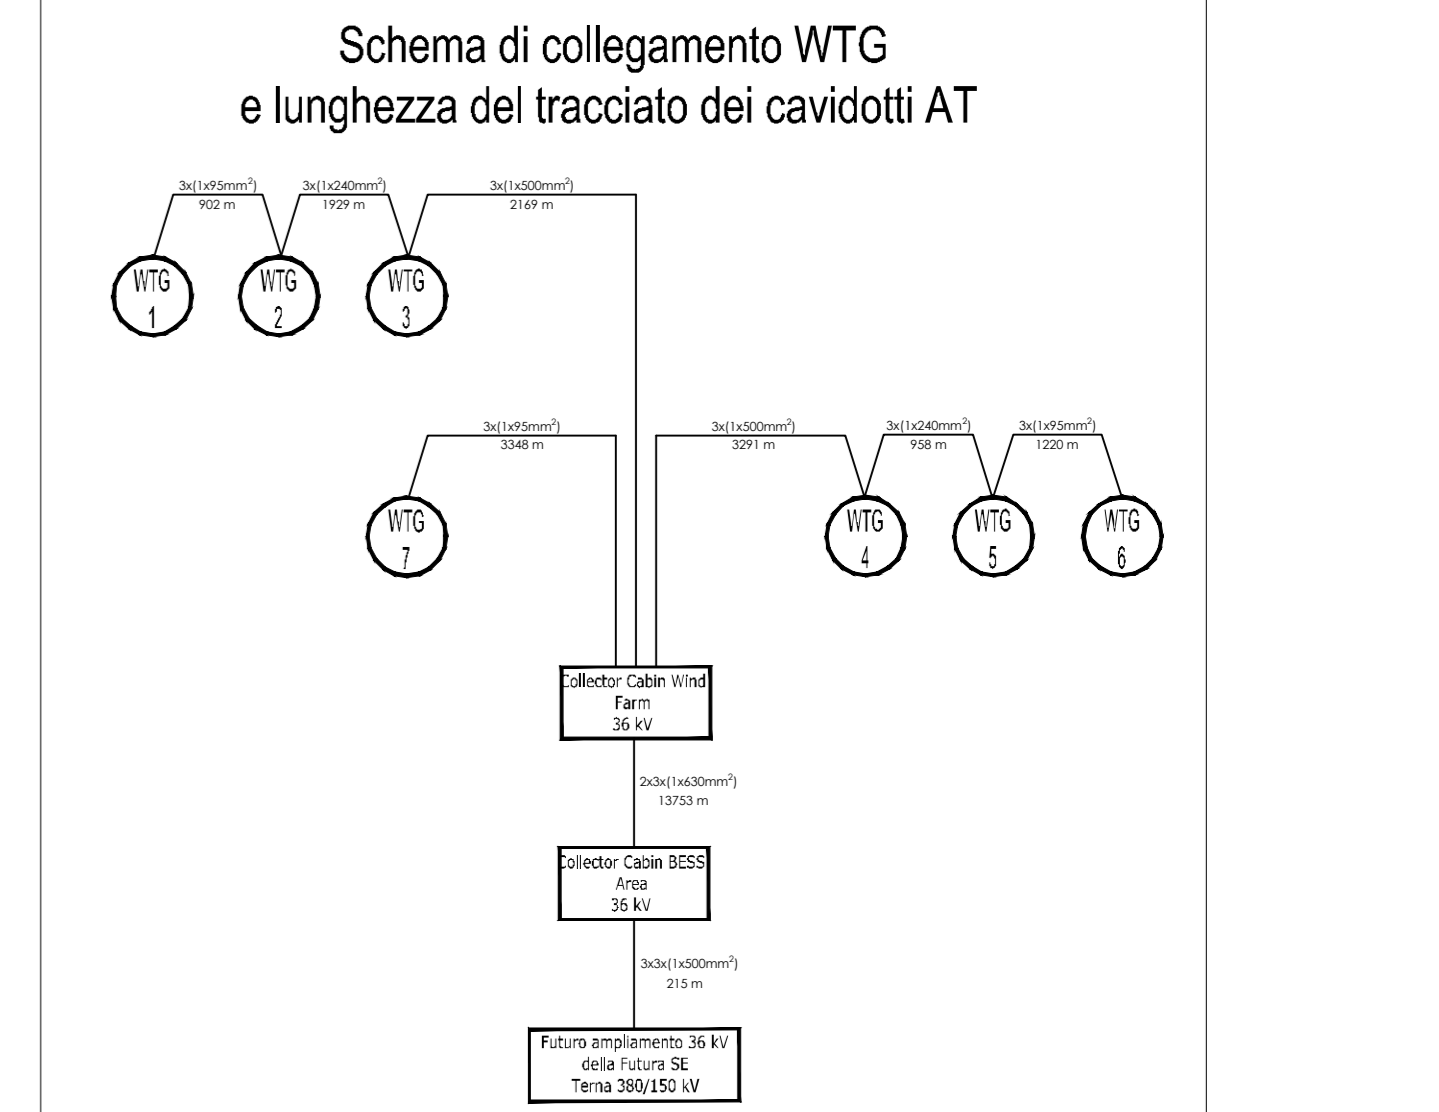 Schema di collegamento WTG
e lunghezza del tracciato dei cavidotti AT
3x(1x95mm²)
902 m
3x(1x240mm²)
1929 m
3x(1x500mm²)
2169 m
WTG
1
WTG
2
WTG
3
3x(1x95mm²)
3348 m
3x(1x500mm²)
3291 m
3x(1x240mm²)
958 m
3x(1x95mm²)
1220 m
WTG
7
WTG
4
WTG
5
WTG
6
Collector Cabin Wind
Farm
36 kV
2x3x(1x630mm²)
13753 m
Collector Cabin BESS
Area
36 kV
3x3x(1x500mm²)
215 m
Futuro ampliamento 36 kV
della Futura SE
Terna 380/150 kV